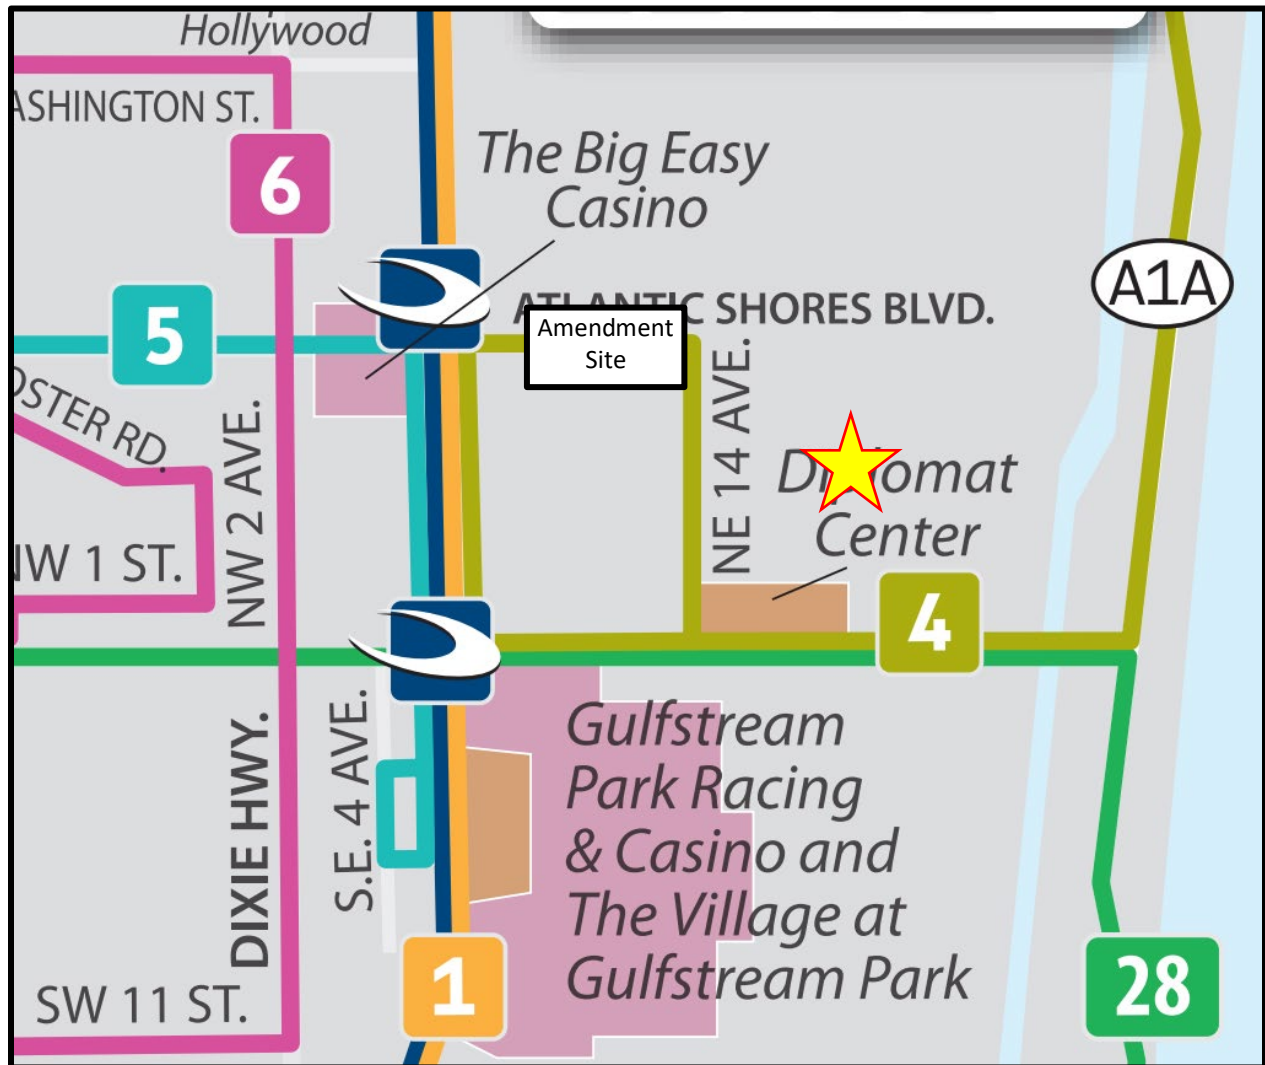 Hollywood
ASHINGTON ST.
6
The Big Easy
Casino
A1A
ATLANTIC SHORES BLVD.
Amendment
Site
5
OSTER RD.
NW 2 AVE.
NE 14 AVE.
Diplomat
Center
NW 1 ST.
4
DIXIE HWY.
S.E. 4 AVE.
Gulfstream
Park Racing
& Casino and
The Village at
Gulfstream Park
1
28
SW 11 ST.